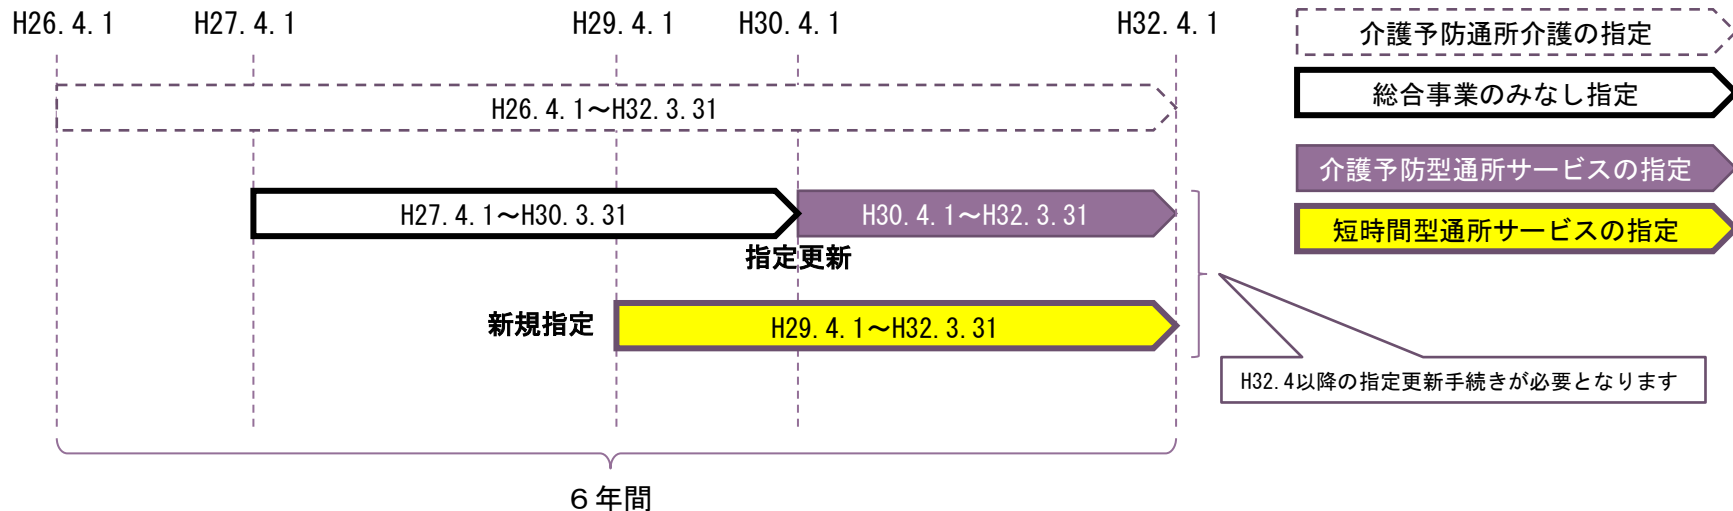 H26.4.1
H27.4.1
H29.4.1
H30.4.1
H32.4.1
介護予防通所介護の指定
総合事業のみなし指定
介護予防型通所サービスの指定
短時間型通所サービスの指定
H26.4.1～H32.3.31
H27.4.1～H30.3.31
H30.4.1～H32.3.31
指定更新
新規指定
H29.4.1～H32.3.31
H32.4以降の指定更新手続きが必要となります
６年間